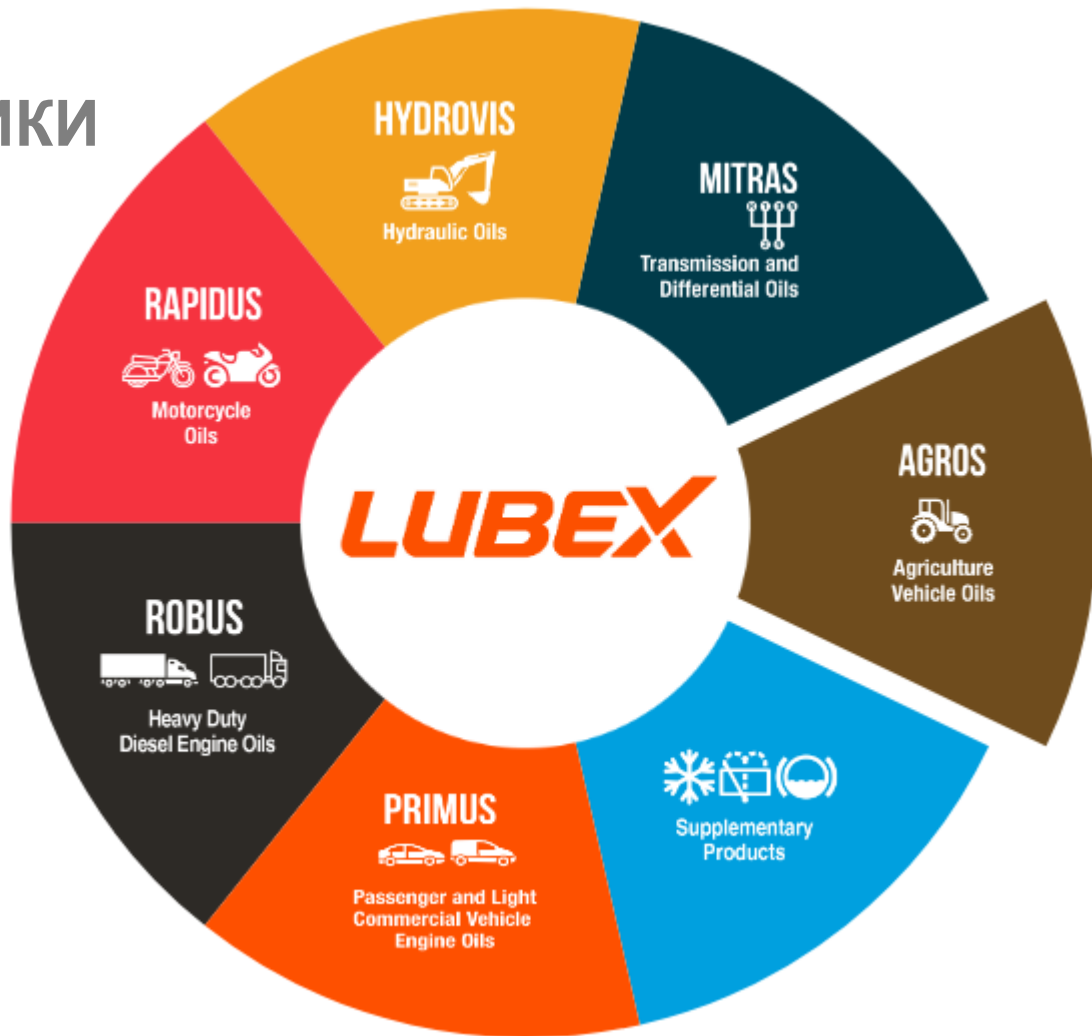 ики
HYDROVIS
Hydraulic Oils
MITRAS
Transmission and
Differential Oils
RAPIDUS
Motorcycle
Oils
AGROS
Agriculture
Vehicle Oils
LUBEX
ROBUS
Heavy Duty
Diesel Engine Oils
PRIMUS
Passenger and Light
Commercial Vehicle
Engine Oils
Supplementary
Products